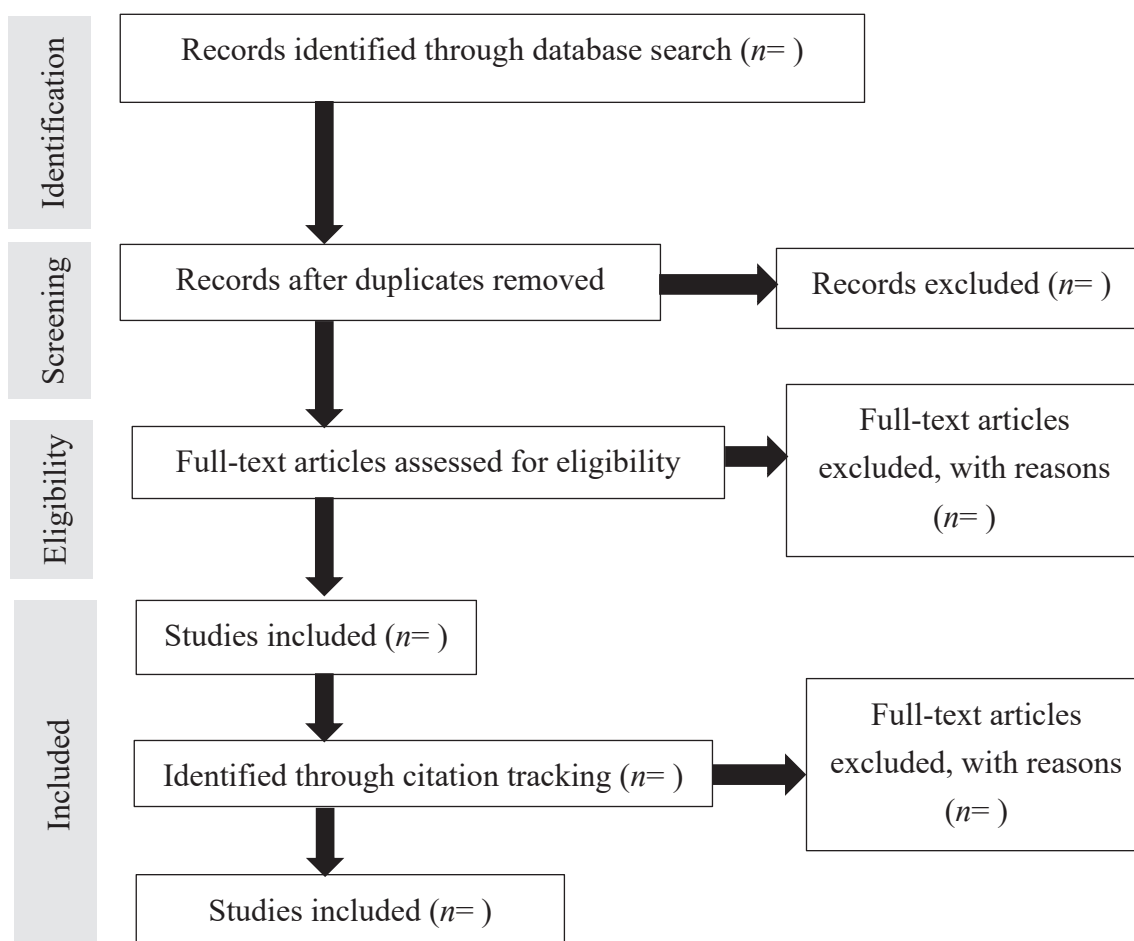 Identification
Records identified through database search (n= )
Screening
Records after duplicates removed
Records excluded (n= )
Eligibility
Full-text articles assessed for eligibility
Full-text articles
excluded, with reasons
(n= )
Included
Studies included (n= )
Identified through citation tracking (n= )
Full-text articles
excluded, with reasons
(n= )
Studies included (n= )